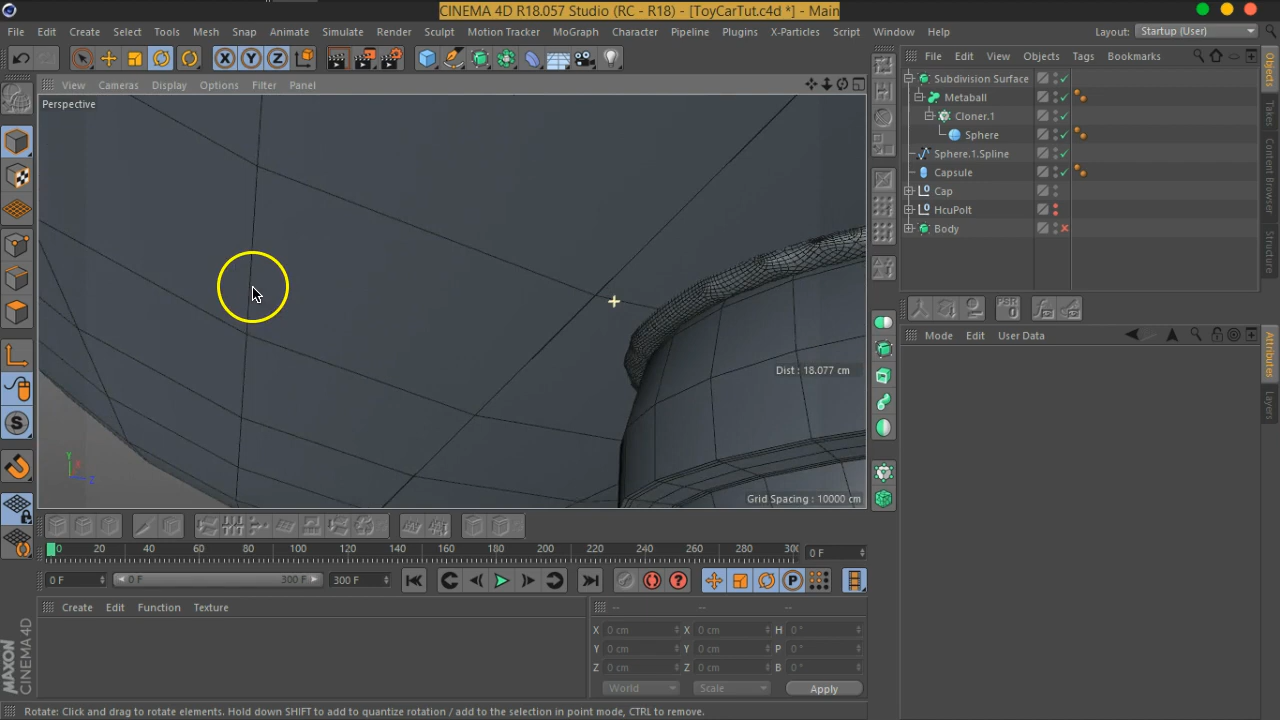 CINEMA 4D R18.057 Studio (RC - R18) - [ToyCarTut.c4d *] - Main
File Edit Create Select Tools Mesh Snap Animate Simulate Render Sculpt Motion Tracker MoGraph Character Pipeline Plugins X-Particles Script Window Help Layout: Startup (User)
X Y Z
File Edit View Objects Tags Bookmarks
View Cameras Display Options Filter Panel
Perspective
Subdivision Surface
Metaball
Cloner.1
Sphere
Sphere.1.Spline
Capsule
Cap
HcuPolt
Body
Objects
Takes
Content Browser
Structure
PSR
Mode Edit User Data
Attributes
Layers
Dist : 18.077 cm
Y
X
Z
Grid Spacing : 10000 cm
0 20 40 60 80 100 120 140 160 180 200 220 240 260 280 300 0 F
0 F 0 F 300 F 300 F
Create Edit Function Texture
-- -- --
X 0 cm X 0 cm H 0 °
Y 0 cm Y 0 cm P 0 °
Z 0 cm Z 0 cm B 0 °
World Scale Apply
MAXON
CINEMA 4D
Rotate: Click and drag to rotate elements. Hold down SHIFT to add to quantize rotation / add to the selection in point mode, CTRL to remove.